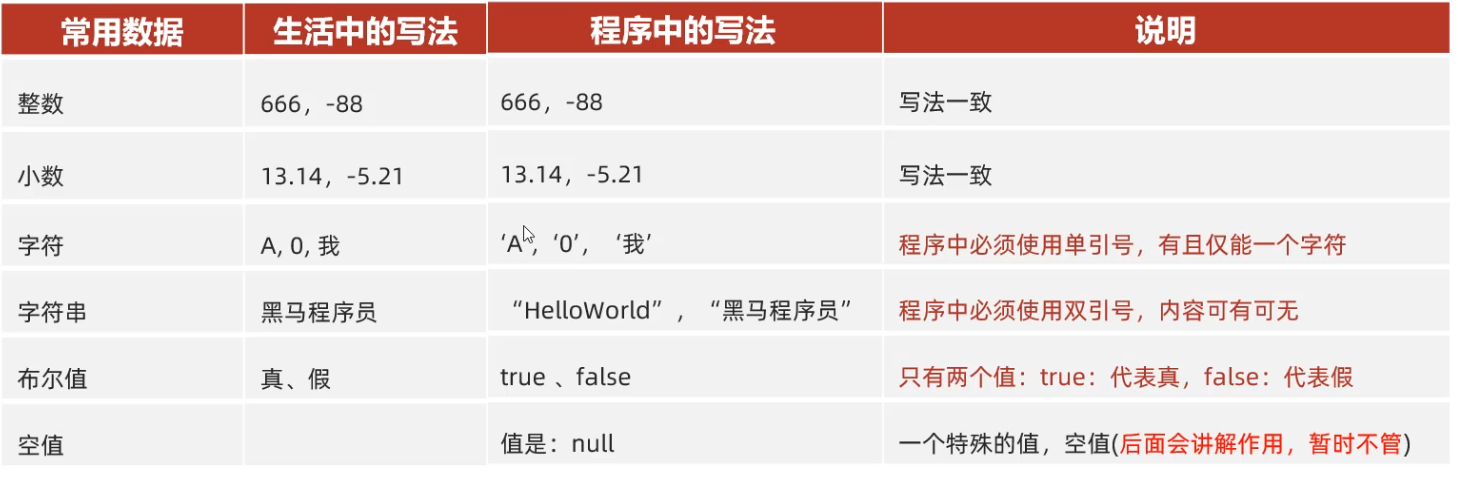 常用数据 生活中的写法 程序中的写法 说明
整数 666，-88 666，-88 写法一致
小数 13.14，-5.21 13.14，-5.21 写法一致
字符 A, 0, 我 ‘A’，‘0’， ‘我’ 程序中必须使用单引号，有且仅能一个字符
字符串 黑马程序员 “HelloWorld” ， “黑马程序员” 程序中必须使用双引号，内容可有可无
布尔值 真、假 true 、false 只有两个值：true：代表真，false：代表假
空值 值是：null 一个特殊的值，空值(后面会讲解作用，暂时不管)